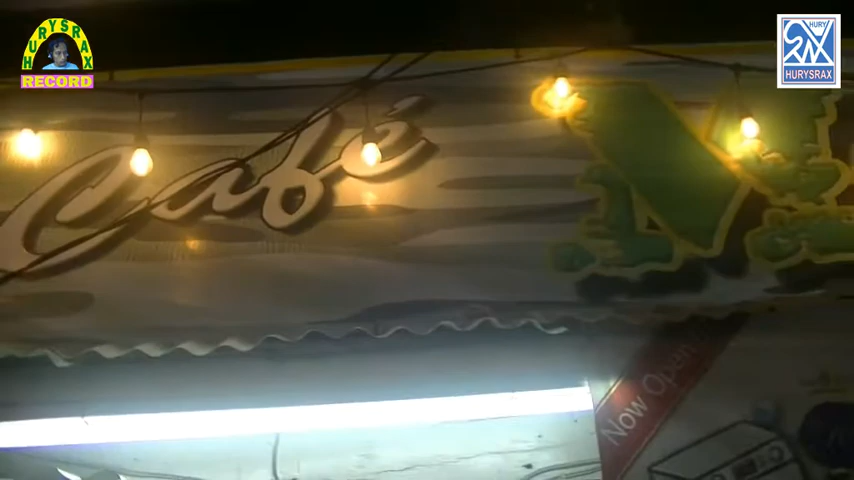 HURYSRAX
RECORD
HURY
HURYSRAX
Café
Now Open